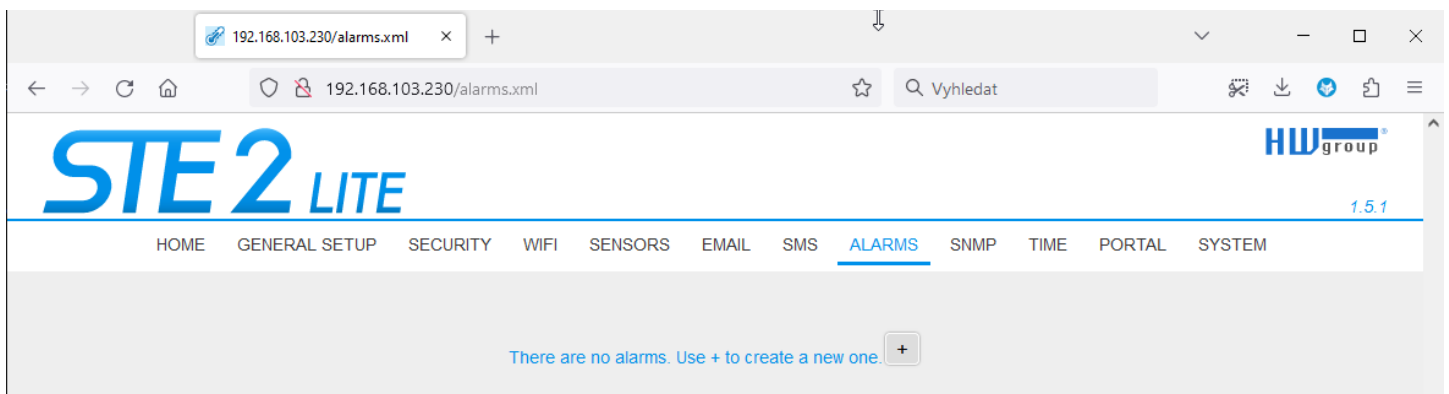 192.168.103.230/alarms.xml
192.168.103.230/alarms.xml
Vyhledat
STE 2 LITE
HW group®
1.5.1
HOME GENERAL SETUP SECURITY WIFI SENSORS EMAIL SMS ALARMS SNMP TIME PORTAL SYSTEM
There are no alarms. Use + to create a new one. +